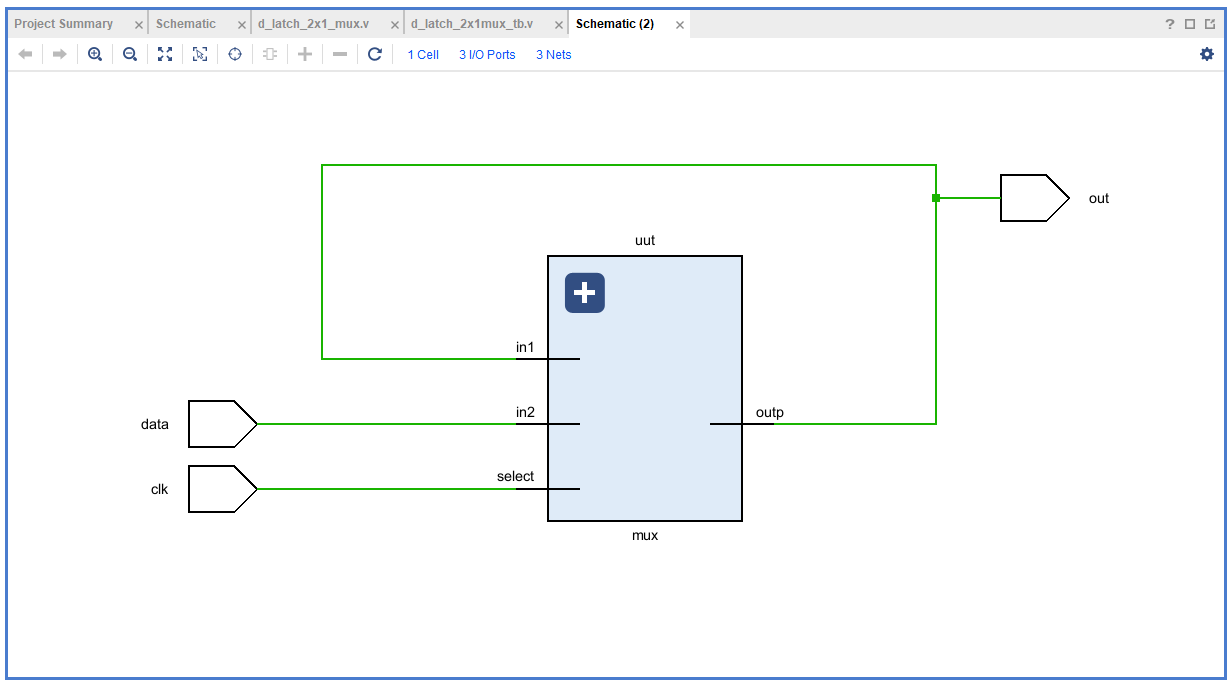 Project Summary
Schematic
d_latch_2x1_mux.v
d_latch_2x1mux_tb.v
Schematic (2)
?
1 Cell
3 I/O Ports
3 Nets
out
uut
in1
in2
data
outp
select
clk
mux